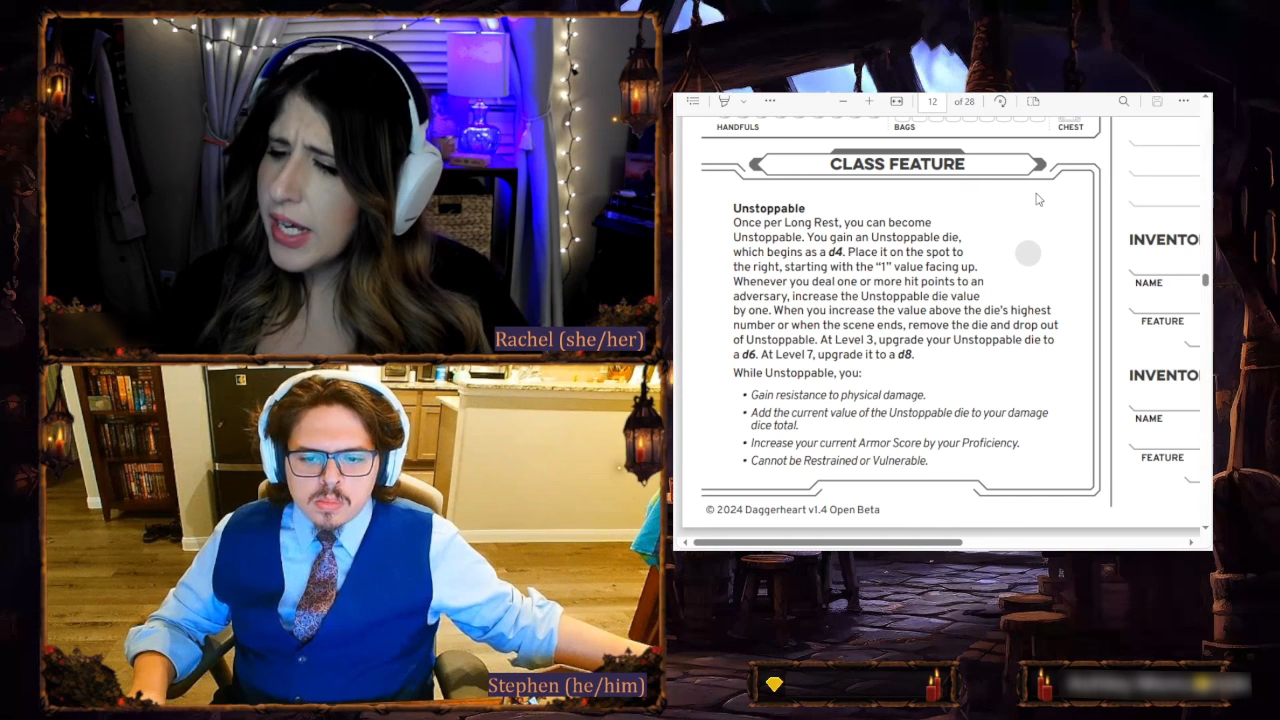 Rachel (she/her)
Stephen (he/him)
12 of 28
HANDFULS BAGS CHEST
CLASS FEATURE
Unstoppable
Once per Long Rest, you can become
Unstoppable. You gain an Unstoppable die,
which begins as a d4. Place it on the spot to
the right, starting with the “1” value facing up.
Whenever you deal one or more hit points to an
adversary, increase the Unstoppable die value
by one. When you increase the value above the die’s highest
number or when the scene ends, remove the die and drop out
of Unstoppable. At Level 3, upgrade your Unstoppable die to
a d6. At Level 7, upgrade it to a d8.
While Unstoppable, you:
• Gain resistance to physical damage.
• Add the current value of the Unstoppable die to your damage
dice total.
• Increase your current Armor Score by your Proficiency.
• Cannot be Restrained or Vulnerable.
© 2024 Daggerheart v1.4 Open Beta
INVENTO
NAME
FEATURE
INVENTO
NAME
FEATURE